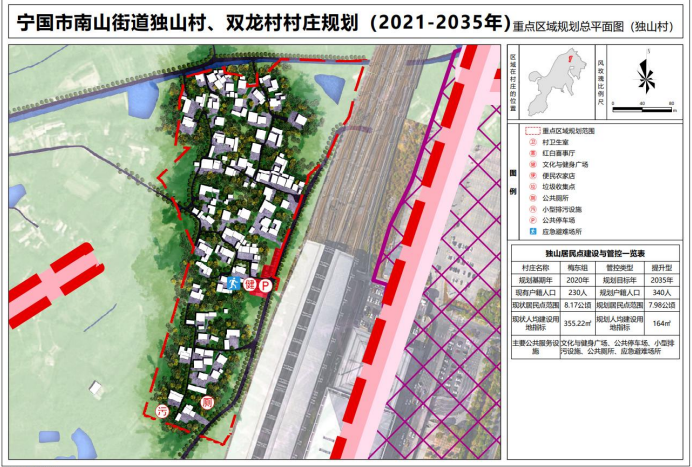 宁国市南山街道独山村、双龙村村庄规划（2021-2035年）重点区域规划总平面图（独山村）
区域在村庄的位置
风玫瑰比例尺
0 40 80
m
图例
重点区域规划范围
卫 村卫生室
喜 红白喜事厅
健 文化与健身广场
便 便民农家店
垃 垃圾收集点
厕 公共厕所
污 小型排污设施
P 公共停车场
应急避难场所
健 P
污 厕
独山居民点建设与管控一览表
村庄名称 梅东组 管控类型 提升型
规划基期年 2020年 规划目标年 2035年
现有户籍人口 230人 规划户籍人口 340人
现状居民点范围 8.17公顷 规划居民点范围 7.98公顷
现状人均建设用地指标 355.22㎡ 规划人均建设用地指标 164㎡
主要公共服务设施 文化与健身广场、公共停车场、小型排污设施、公共厕所、应急避难场所